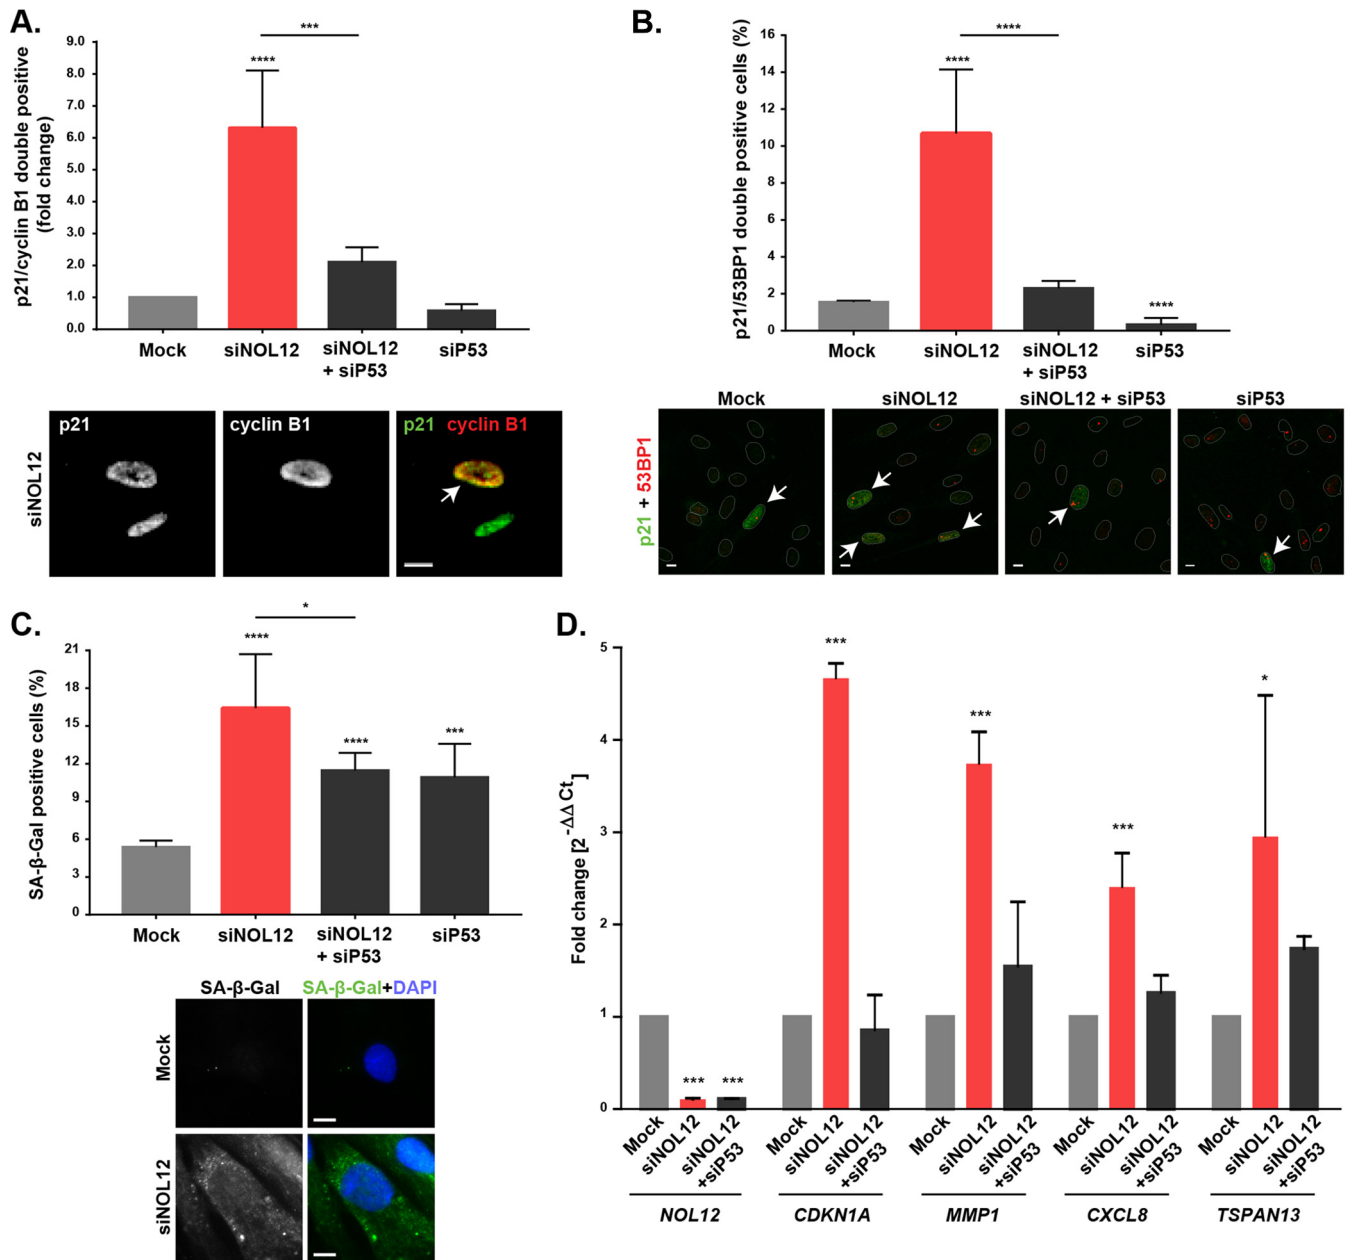 A.
p21/cyclin B1 double positive
(fold change)
9.0
8.0
7.0
6.0
5.0
4.0
3.0
2.0
1.0
0.0
***
****
Mock
siNOL12
siNOL12
+ siP53
siP53
siNOL12
p21
cyclin B1
p21 cyclin B1
B.
p21/53BP1 double positive cells (%)
16
14
12
10
8
6
4
2
0
****
****
****
Mock
siNOL12
siNOL12
+ siP53
siP53
p21 + 53BP1
Mock
siNOL12
siNOL12 + siP53
siP53
C.
SA-β-Gal positive cells (%)
21
18
15
12
9
6
3
0
*
****
****
***
Mock
siNOL12
siNOL12
+ siP53
siP53
SA-β-Gal
SA-β-Gal+DAPI
Mock
siNOL12
D.
Fold change [2^-ΔΔ Ct]
5
4
3
2
1
0
***
***
***
***
***
*
Mock
siNOL12
siNOL12
+siP53
Mock
siNOL12
siNOL12
+siP53
Mock
siNOL12
siNOL12
+siP53
Mock
siNOL12
siNOL12
+siP53
Mock
siNOL12
siNOL12
+siP53
NOL12
CDKN1A
MMP1
CXCL8
TSPAN13